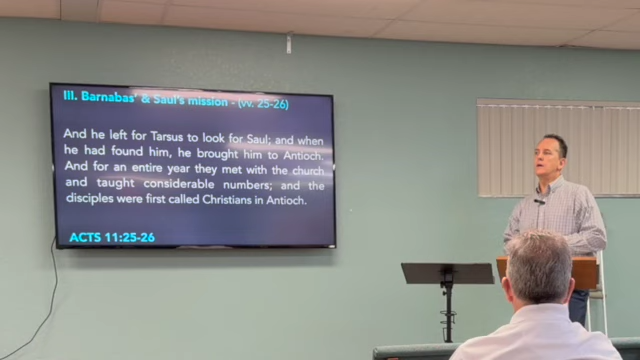 III. Barnabas' & Saul's mission - (vv. 25-26)
And he left for Tarsus to look for Saul; and when
he had found him, he brought him to Antioch.
And for an entire year they met with the church
and taught considerable numbers; and the
disciples were first called Christians in Antioch.
ACTS 11:25-26